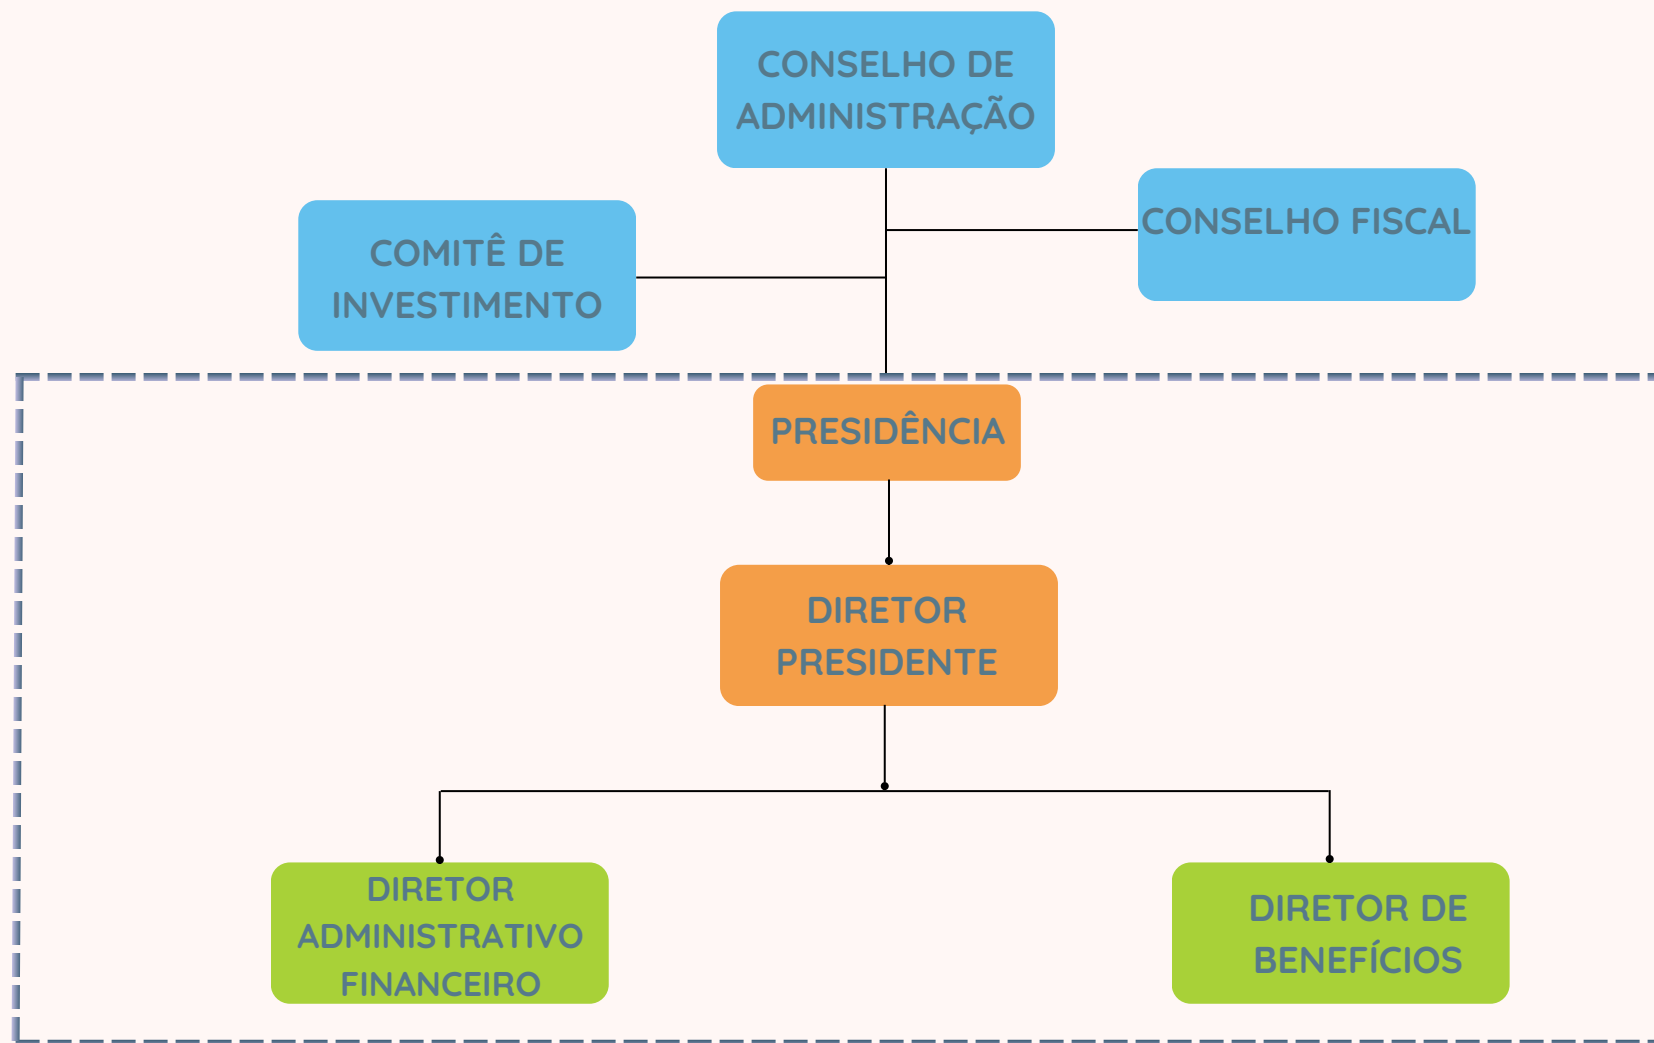 CONSELHO DE
ADMINISTRAÇÃO
CONSELHO FISCAL
COMITÊ DE
INVESTIMENTO
PRESIDÊNCIA
DIRETOR
PRESIDENTE
DIRETOR
ADMINISTRATIVO
FINANCEIRO
DIRETOR DE
BENEFÍCIOS